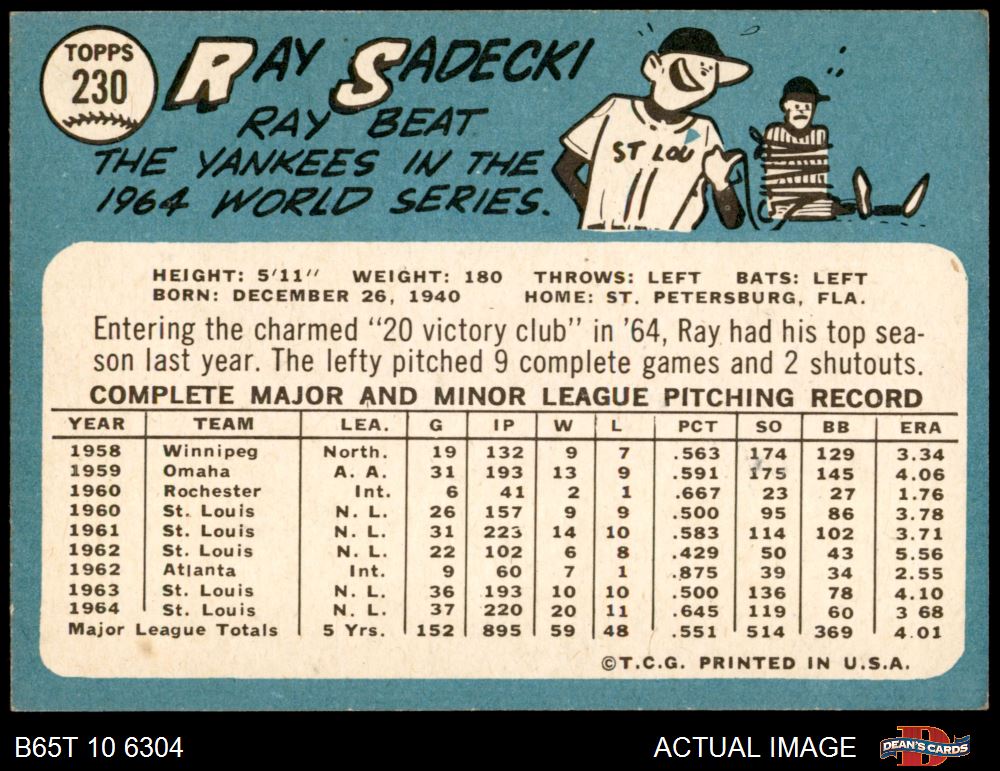 TOPPS
230
RAY SADECKI
RAY BEAT
THE YANKEES IN THE
1964 WORLD SERIES.
ST LOU
HEIGHT: 5'11" WEIGHT: 180 THROWS: LEFT BATS: LEFT
BORN: DECEMBER 26, 1940 HOME: ST. PETERSBURG, FLA.
Entering the charmed "20 victory club" in '64, Ray had his top sea-
son last year. The lefty pitched 9 complete games and 2 shutouts.
COMPLETE MAJOR AND MINOR LEAGUE PITCHING RECORD
YEAR TEAM LEA. G IP W L PCT SO BB ERA
1958 Winnipeg North. 19 132 9 7 .563 174 129 3.34
1959 Omaha A. A. 31 193 13 9 .591 175 145 4.06
1960 Rochester Int. 6 41 2 1 .667 23 27 1.76
1960 St. Louis N. L. 26 157 9 9 .500 95 86 3.78
1961 St. Louis N. L. 31 223 14 10 .583 114 102 3.71
1962 St. Louis N. L. 22 102 6 8 .429 50 43 5.56
1962 Atlanta Int. 9 60 7 1 .875 39 34 2.55
1963 St. Louis N. L. 36 193 10 10 .500 136 78 4.10
1964 St. Louis N. L. 37 220 20 11 .645 119 60 3 68
Major League Totals 5 Yrs. 152 895 59 48 .551 514 369 4.01
©T.C.G. PRINTED IN U.S.A.
B65T 10 6304 ACTUAL IMAGE DEAN'S CARDS